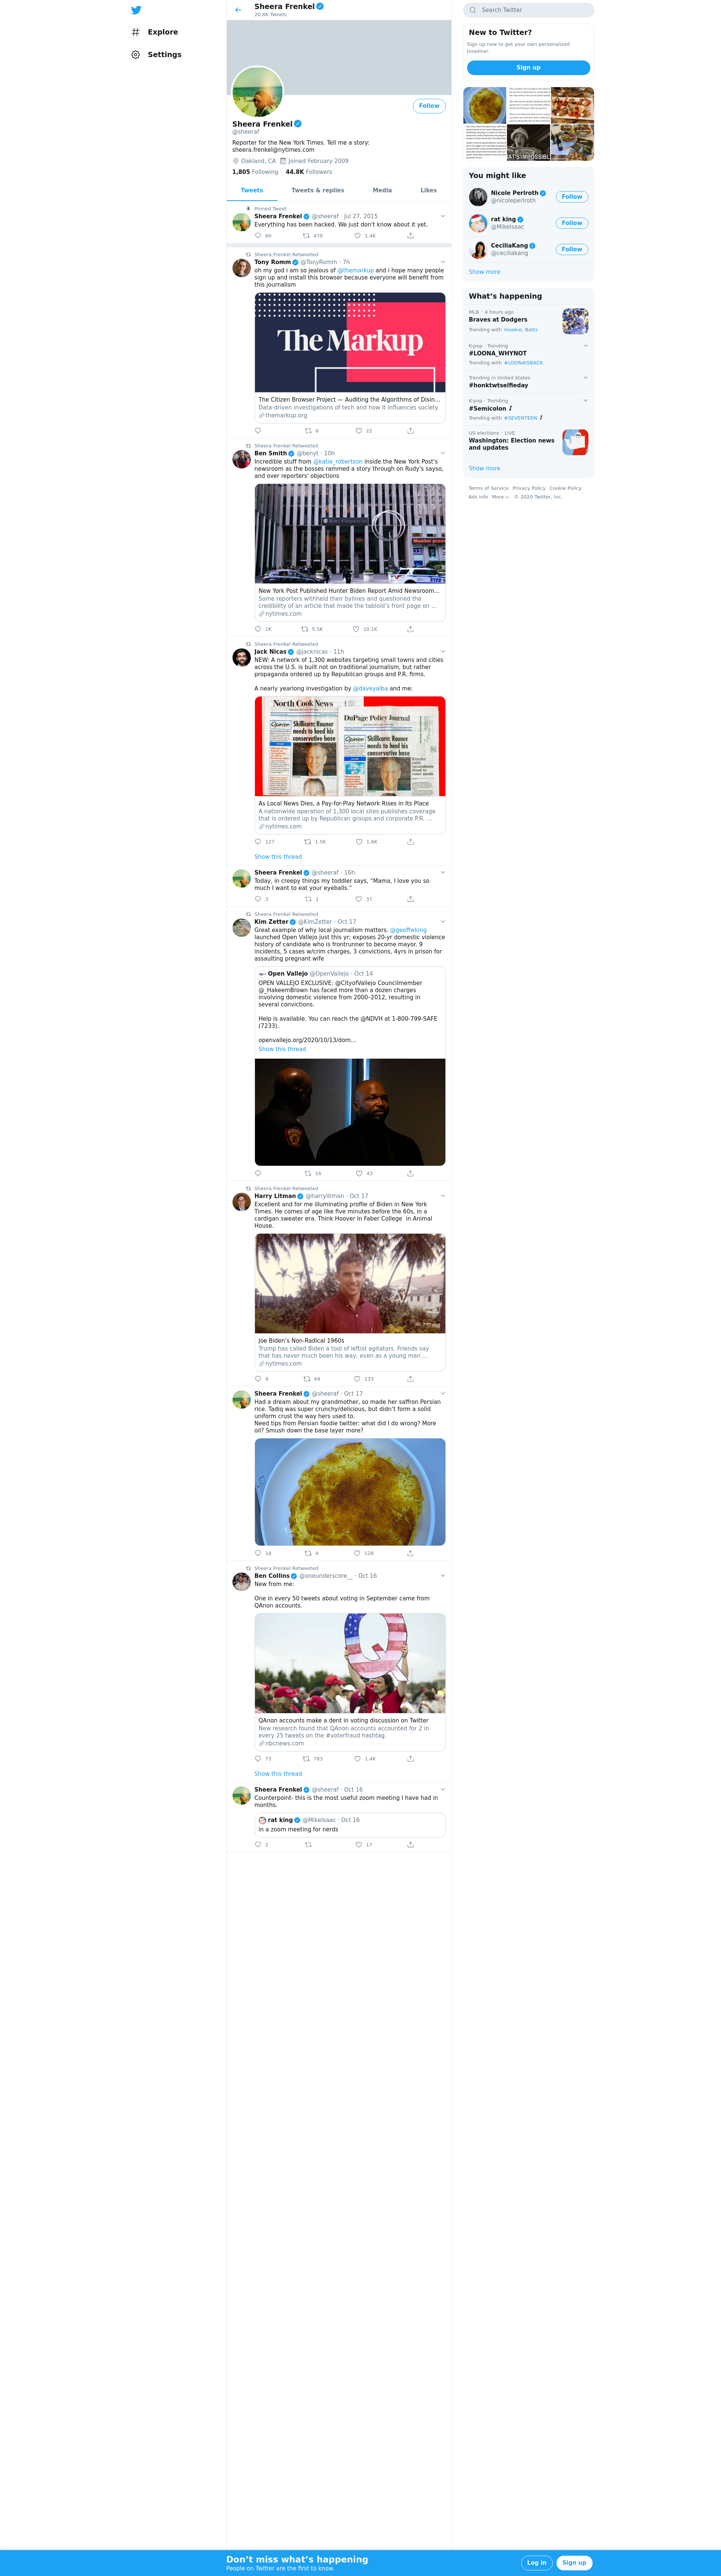 Explore
Settings
Sheera Frenkel
20.9K Tweets
Follow
Sheera Frenkel
@sheeraf
Reporter for the New York Times. Tell me a story:
sheera.frenkel@nytimes.com
Oakland, CA Joined February 2009
1,805 Following 44.8K Followers
Tweets Tweets & replies Media Likes
Pinned Tweet
Sheera Frenkel @sheeraf · Jul 27, 2015
Everything has been hacked. We just don't know about it yet.
60 470 1.4K
Sheera Frenkel Retweeted
Tony Romm @TonyRomm · 7h
oh my god i am so jealous of @themarkup and i hope many people
sign up and install this browser because everyone will benefit from
this journalism
The Markup
The Citizen Browser Project — Auditing the Algorithms of Disin...
Data-driven investigations of tech and how it influences society
themarkup.org
6 22
Sheera Frenkel Retweeted
Ben Smith @benyt · 10h
Incredible stuff from @katie_robertson inside the New York Post's
newsroom as the bosses rammed a story through on Rudy's sayso,
and over reporters' objections
New York Post Published Hunter Biden Report Amid Newsroom...
Some reporters withheld their bylines and questioned the
credibility of an article that made the tabloid's front page on ...
nytimes.com
1K 5.5K 10.1K
Sheera Frenkel Retweeted
Jack Nicas @jacknicas · 11h
NEW: A network of 1,300 websites targeting small towns and cities
across the U.S. is built not on traditional journalism, but rather
propaganda ordered up by Republican groups and P.R. firms.
A nearly yearlong investigation by @daveyalba and me:
North Cook News
DuPage Policy Journal
Opinion
Skillicorn: Rauner
needs to heed his
conservative base
Opinion
Skillicorn: Rauner
needs to heed his
conservative base
As Local News Dies, a Pay-for-Play Network Rises in Its Place
A nationwide operation of 1,300 local sites publishes coverage
that is ordered up by Republican groups and corporate P.R. ...
nytimes.com
127 1.5K 1.6K
Show this thread
Sheera Frenkel @sheeraf · 16h
Today, in creepy things my toddler says, "Mama, I love you so
much I want to eat your eyeballs."
3 1 37
Sheera Frenkel Retweeted
Kim Zetter @KimZetter · Oct 17
Great example of why local journalism matters. @geoffwking
launched Open Vallejo just this yr; exposes 20-yr domestic violence
history of candidate who is frontrunner to become mayor. 9
incidents, 5 cases w/crim charges, 3 convictions, 4yrs in prison for
assaulting pregnant wife
Open Vallejo @OpenVallejo · Oct 14
OPEN VALLEJO EXCLUSIVE: @CityofVallejo Councilmember
@_HakeemBrown has faced more than a dozen charges
involving domestic violence from 2000–2012, resulting in
several convictions.
Help is available. You can reach the @NDVH at 1-800-799-SAFE
(7233).
openvallejo.org/2020/10/13/dom...
Show this thread
16 43
Sheera Frenkel Retweeted
Harry Litman @harrylitman · Oct 17
Excellent and for me illuminating profile of Biden in New York
Times. He comes of age like five minutes before the 60s, in a
cardigan sweater era. Think Hoover in Faber College in Animal
House.
Joe Biden's Non-Radical 1960s
Trump has called Biden a tool of leftist agitators. Friends say
that has never much been his way, even as a young man ...
nytimes.com
9 69 233
Sheera Frenkel @sheeraf · Oct 17
Had a dream about my grandmother, so made her saffron Persian
rice. Tadiq was super crunchy/delicious, but didn't form a solid
uniform crust the way hers used to.
Need tips from Persian foodie twitter: what did I do wrong? More
oil? Smush down the base layer more?
18 4 128
Sheera Frenkel Retweeted
Ben Collins @oneunderscore__ · Oct 16
New from me:
One in every 50 tweets about voting in September came from
QAnon accounts.
QAnon accounts make a dent in voting discussion on Twitter
New research found that QAnon accounts accounted for 2 in
every 25 tweets on the #voterfraud hashtag.
nbcnews.com
73 783 1.4K
Show this thread
Sheera Frenkel @sheeraf · Oct 16
Counterpoint- this is the most useful zoom meeting I have had in
months.
rat king @MikeIsaac · Oct 16
in a zoom meeting for nerds
2 17
Search Twitter
New to Twitter?
Sign up now to get your own personalized
timeline!
Sign up
AT'S IMPOSSIBL
You might like
Nicole Perlroth
@nicoleperlroth
Follow
rat king
@MikeIsaac
Follow
CeciliaKang
@ceciliakang
Follow
Show more
What's happening
MLB · 4 hours ago
Braves at Dodgers
Trending with mookie, Betts
K-pop · Trending
#LOONA_WHYNOT
Trending with #LOONAISBACK
Trending in United States
#honktwtselfieday
K-pop · Trending
#Semicolon
Trending with #SEVENTEEN
US elections · LIVE
Washington: Election news
and updates
Show more
Terms of Service Privacy Policy Cookie Policy
Ads info More © 2020 Twitter, Inc.
Don't miss what's happening
People on Twitter are the first to know.
Log in Sign up